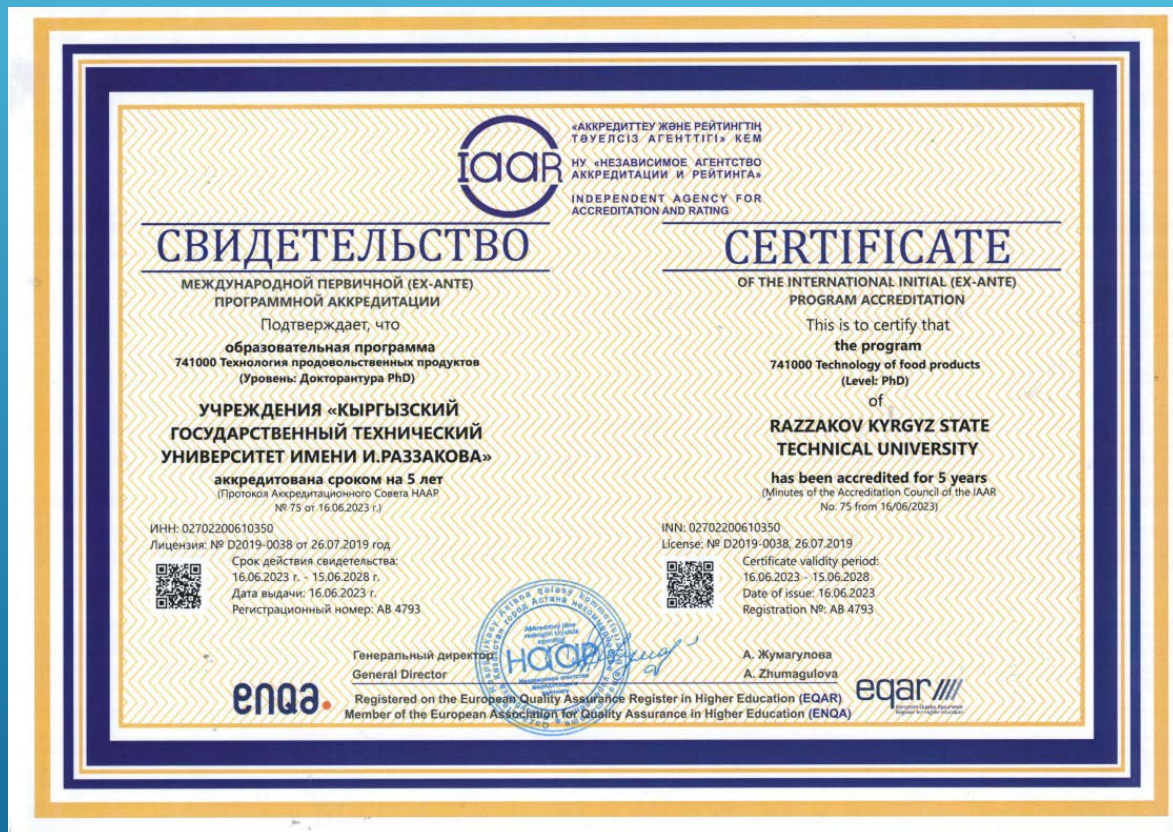 IAAR
«АККРЕДИТТЕУ ЖӘНЕ РЕЙТИНГТІҢ
ТӘУЕЛСІЗ АГЕНТТІГІ» КЕМ
НУ «НЕЗАВИСИМОЕ АГЕНТСТВО
АККРЕДИТАЦИИ И РЕЙТИНГА»
INDEPENDENT AGENCY FOR
ACCREDITATION AND RATING
СВИДЕТЕЛЬСТВО
МЕЖДУНАРОДНОЙ ПЕРВИЧНОЙ (EX-ANTE)
ПРОГРАММНОЙ АККРЕДИТАЦИИ
Подтверждает, что
образовательная программа
741000 Технология продовольственных продуктов
(Уровень: Докторантура PhD)
УЧРЕЖДЕНИЯ «КЫРГЫЗСКИЙ
ГОСУДАРСТВЕННЫЙ ТЕХНИЧЕСКИЙ
УНИВЕРСИТЕТ ИМЕНИ И.РАЗЗАКОВА»
аккредитована сроком на 5 лет
(Протокол Аккредитационного Совета НААР
№ 75 от 16.06.2023 г.)
ИНН: 02702200610350
Лицензия: № D2019-0038 от 26.07.2019 год
Срок действия свидетельства:
16.06.2023 г. - 15.06.2028 г.
Дата выдачи: 16.06.2023 г.
Регистрационный номер: AB 4793
CERTIFICATE
OF THE INTERNATIONAL INITIAL (EX-ANTE)
PROGRAM ACCREDITATION
This is to certify that
the program
741000 Technology of food products
(Level: PhD)
of
RAZZAKOV KYRGYZ STATE
TECHNICAL UNIVERSITY
has been accredited for 5 years
(Minutes of the Accreditation Council of the IAAR
No. 75 from 16/06/2023)
INN: 02702200610350
License: № D2019-0038, 26.07.2019
Certificate validity period:
16.06.2023 - 15.06.2028
Date of issue: 16.06.2023
Registration №: AB 4793
Генеральный директор
А. Жумагулова
General Director
A. Zhumagulova
НААР
enqa.
Registered on the European Quality Assurance Register in Higher Education (EQAR)
Member of the European Association for Quality Assurance in Higher Education (ENQA)
eqar